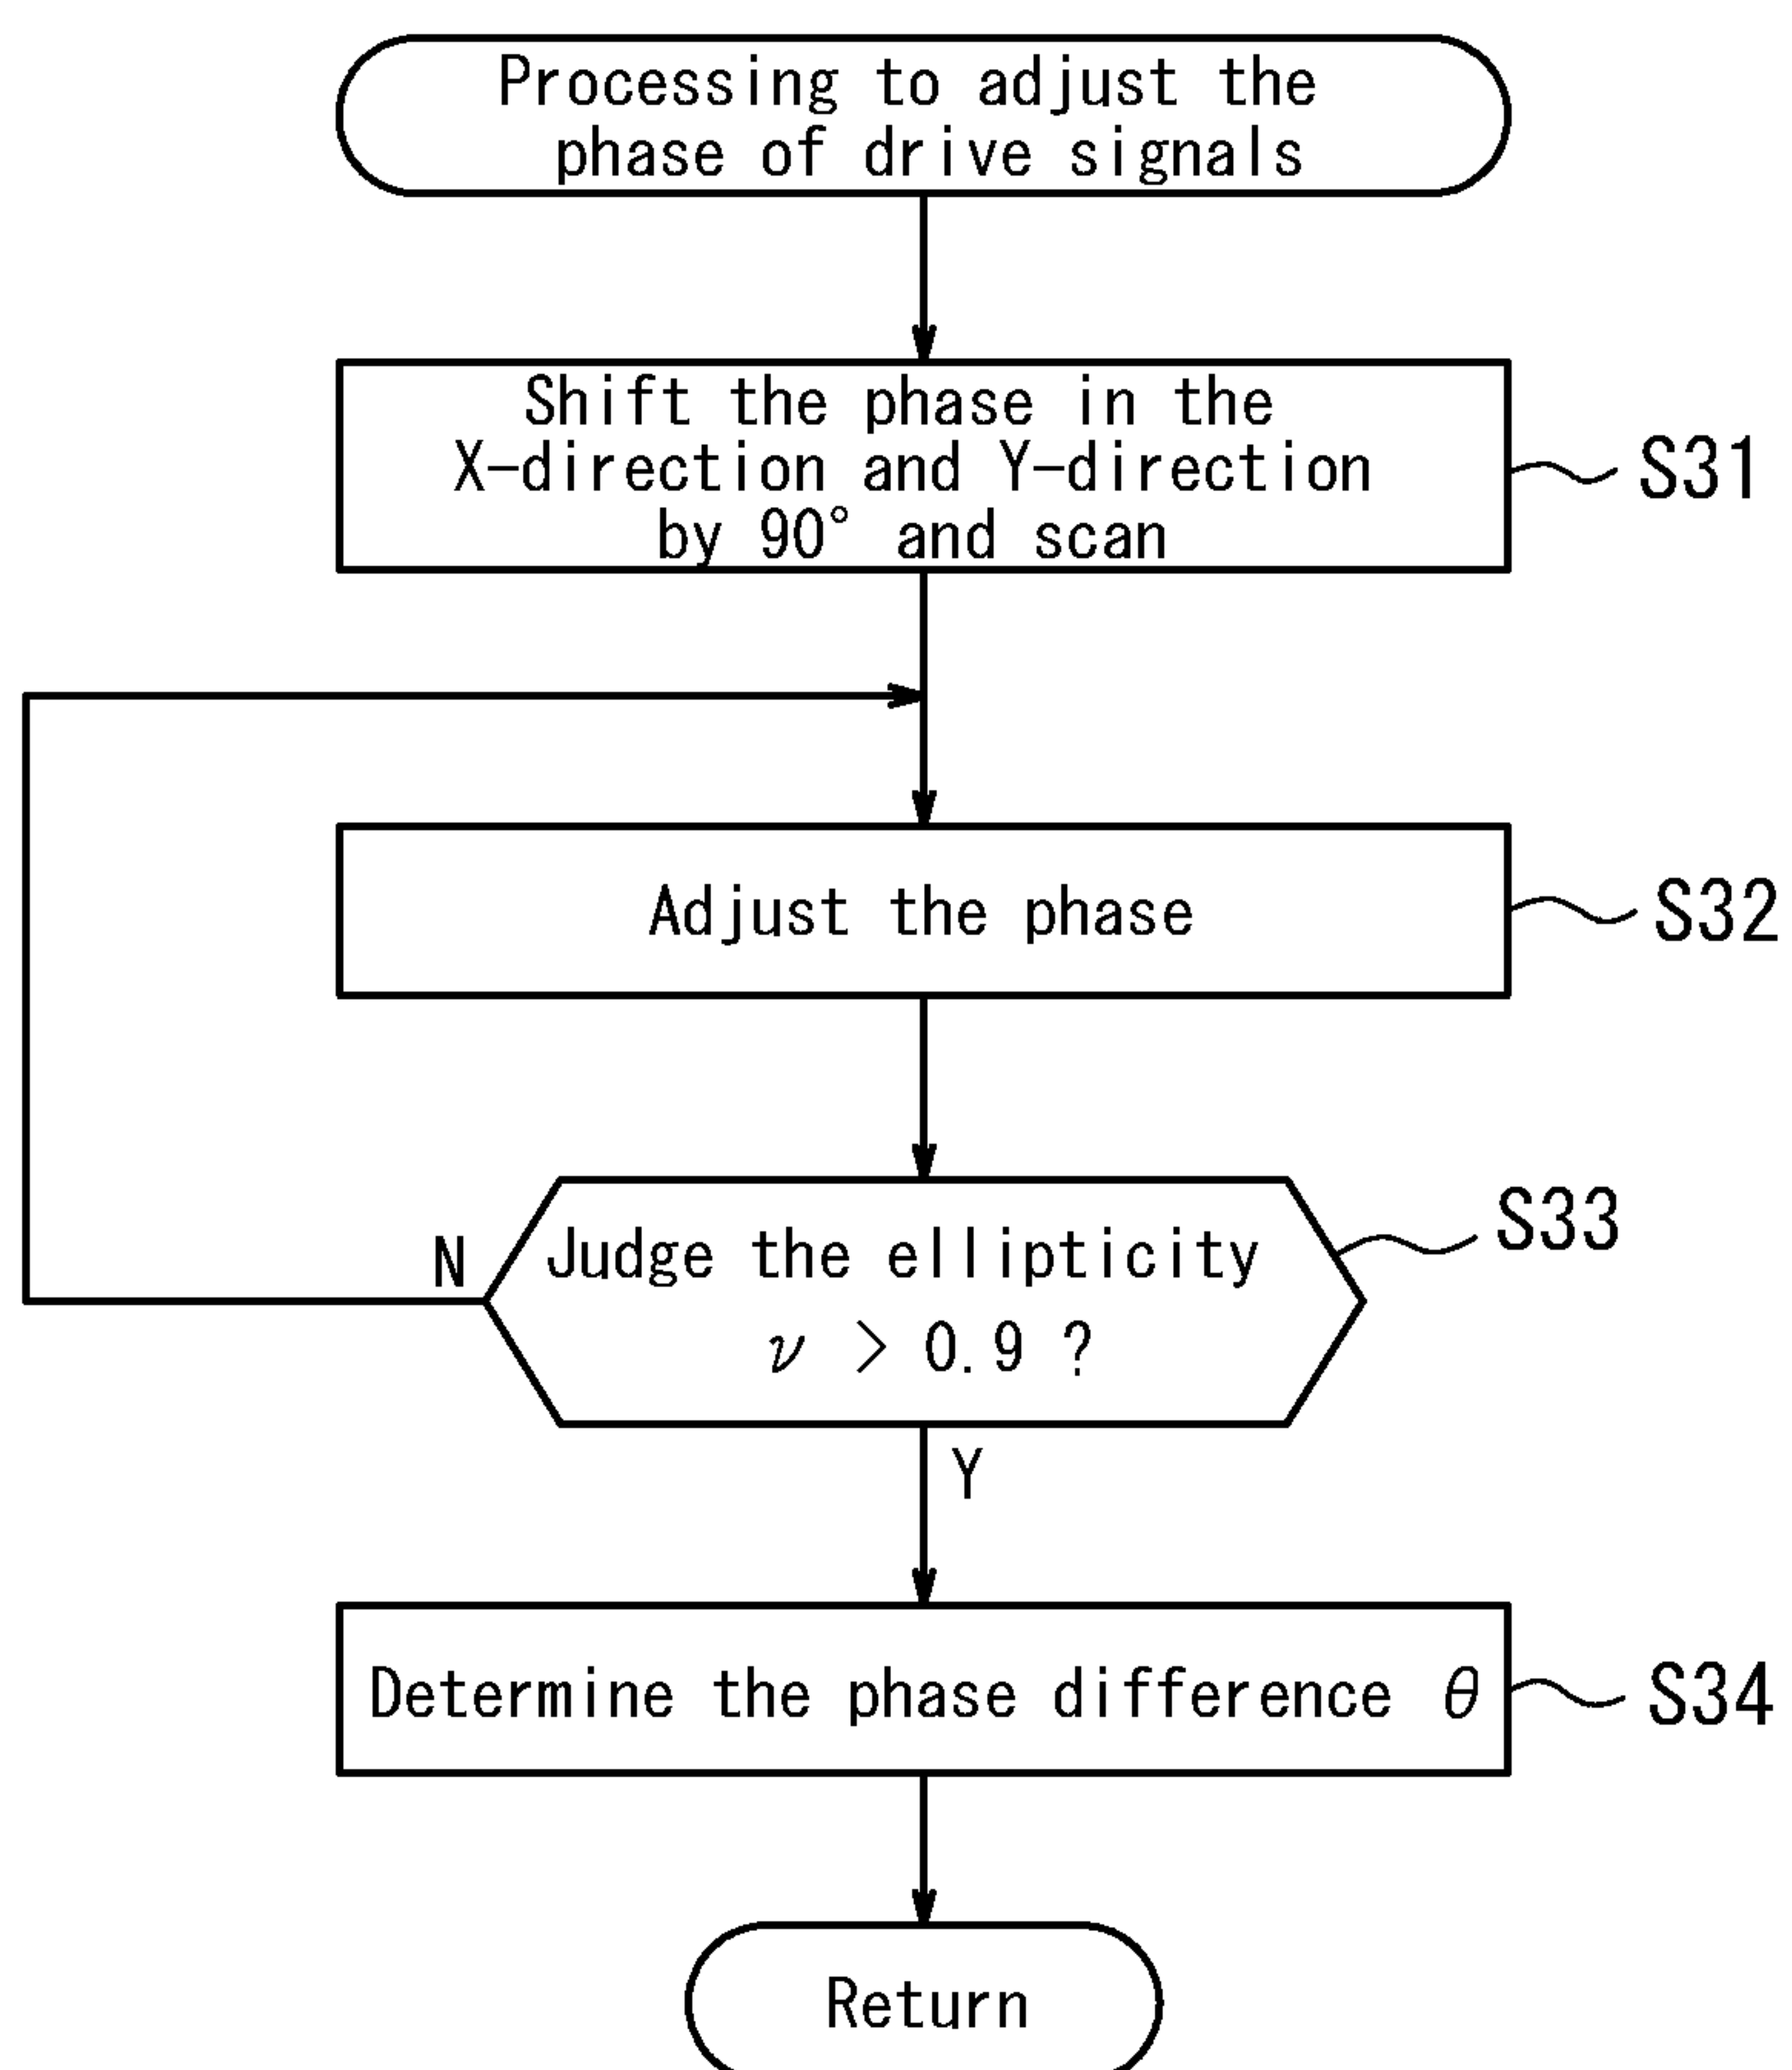 Processing to adjust the
phase of drive signals
Shift the phase in the
X-direction and Y-direction
by 90° and scan
S31
Adjust the phase
S32
Judge the ellipticity
ν > 0.9 ?
S33
N
Y
Determine the phase difference θ
S34
Return